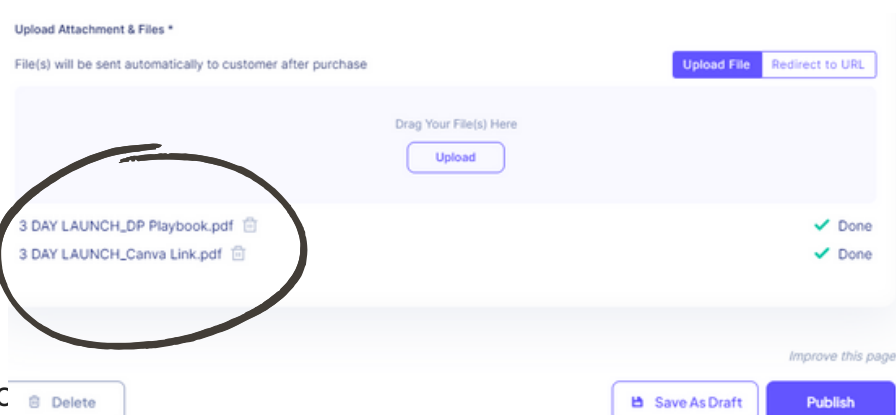 Upload Attachment & Files *
File(s) will be sent automatically to customer after purchase
Upload File Redirect to URL
Drag Your File(s) Here
Upload
3 DAY LAUNCH_DP Playbook.pdf Done
3 DAY LAUNCH_Canva Link.pdf Done
Improve this page
Delete Save As Draft Publish